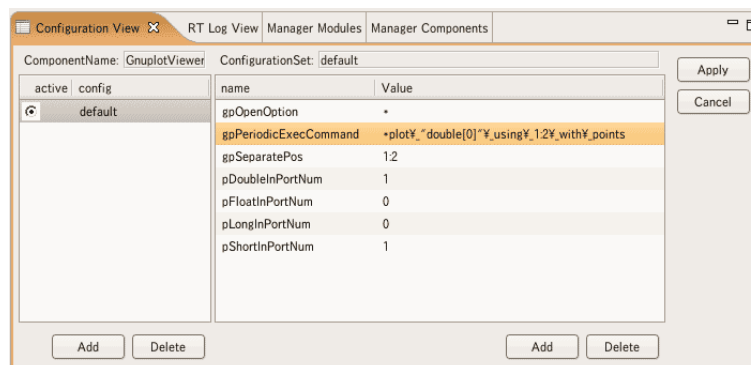 Configuration View RT Log View Manager Modules Manager Components
ComponentName: GnuplotViewer ConfigurationSet: default
Apply
active config name Value
Cancel
default gpOpenOption *
gpPeriodicExecCommand *plot¥_"double[0]"¥_using¥_1:2¥_with¥_points
gpSeparatePos 1:2
pDoubleInPortNum 1
pFloatInPortNum 0
pLongInPortNum 0
pShortInPortNum 1
Add Delete Add Delete